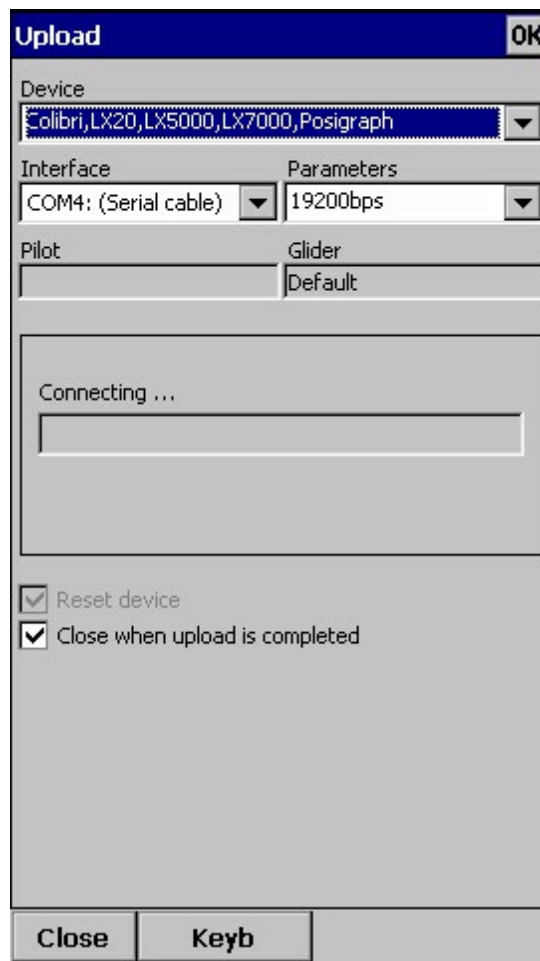 Upload OK
Device
Colibri,LX20,LX5000,LX7000,Posigraph
Interface Parameters
COM4: (Serial cable) 19200bps
Pilot Glider
Default
Connecting ...
Reset device
Close when upload is completed
Close Keyb